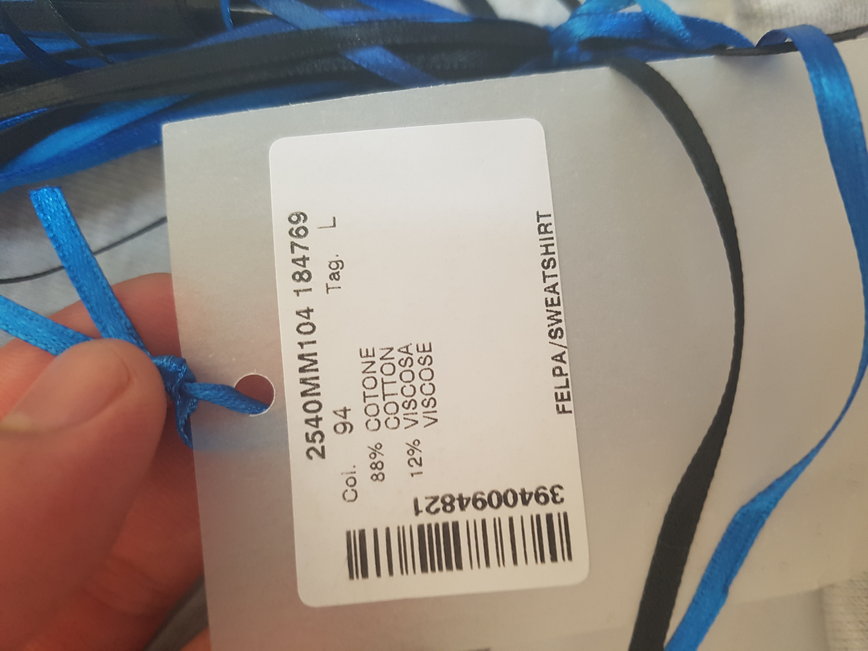 2540MM104 184769
Col. 94 Tag. L
88% COTONE
COTTON
12% VISCOSA
VISCOSE
FELPA/SWEATSHIRT
3940094821